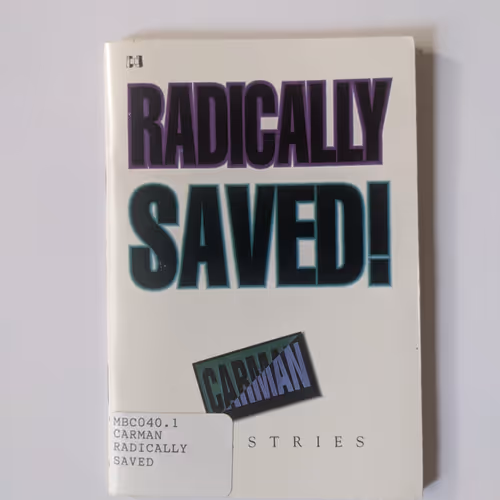 RADICALLY
SAVED!
CARMAN
STRIES
MBC040.1
CARMAN
RADICALLY
SAVED